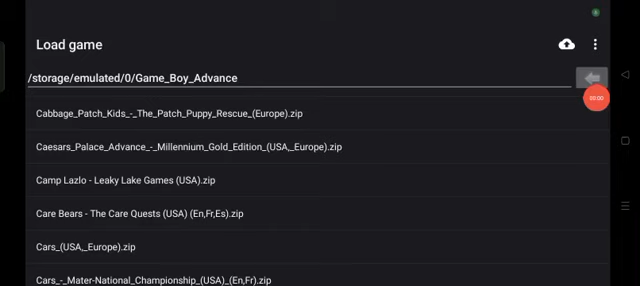 Load game
/storage/emulated/0/Game_Boy_Advance
00:00
Cabbage_Patch_Kids_-_The_Patch_Puppy_Rescue_(Europe).zip
Caesars_Palace_Advance_-_Millennium_Gold_Edition_(USA,_Europe).zip
Camp Lazlo - Leaky Lake Games (USA).zip
Care Bears - The Care Quests (USA) (En,Fr,Es).zip
Cars_(USA,_Europe).zip
Cars_-_Mater-National_Championship_(USA)_(En,Fr).zip